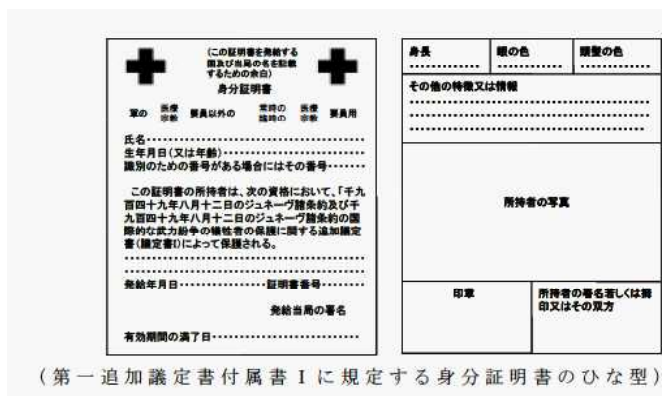 (この証明書を発給する
国及び当局の名を記載
するための余白)
身分証明書
軍の 医療 要員以外の 常時の 医療 要員用
宗教 臨時の 宗教
氏名
生年月日(又は年齢)
識別のための番号がある場合にはその番号
この証明書の所持者は、次の資格において、「千九
百四十九年八月十二日のジュネーヴ諸条約及び千
九百四十九年八月十二日のジュネーヴ諸条約の国
際的な武力紛争の犠牲者の保護に関する追加議定
書(議定書I)によって保護される。
発給年月日 証明書番号
発給当局の署名
有効期間の満了日
身長 眼の色 頭髪の色
その他の特徴又は情報
所持者の写真
印章
所持者の署名若しくは拇
印又はその双方
(第一追加議定書付属書Ⅰに規定する身分証明書のひな型)